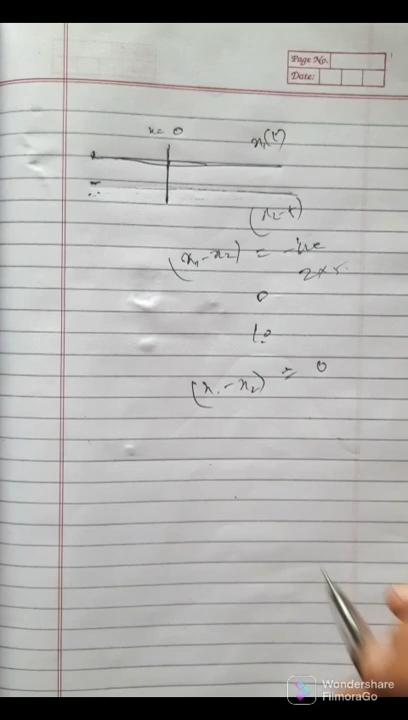 Page No.
Date:
x = 0
x₁(t)
(x₂-t)
(x₁-x₂) = -ive
0
(x₁-x₂) = 0
Wondershare
FilmoraGo